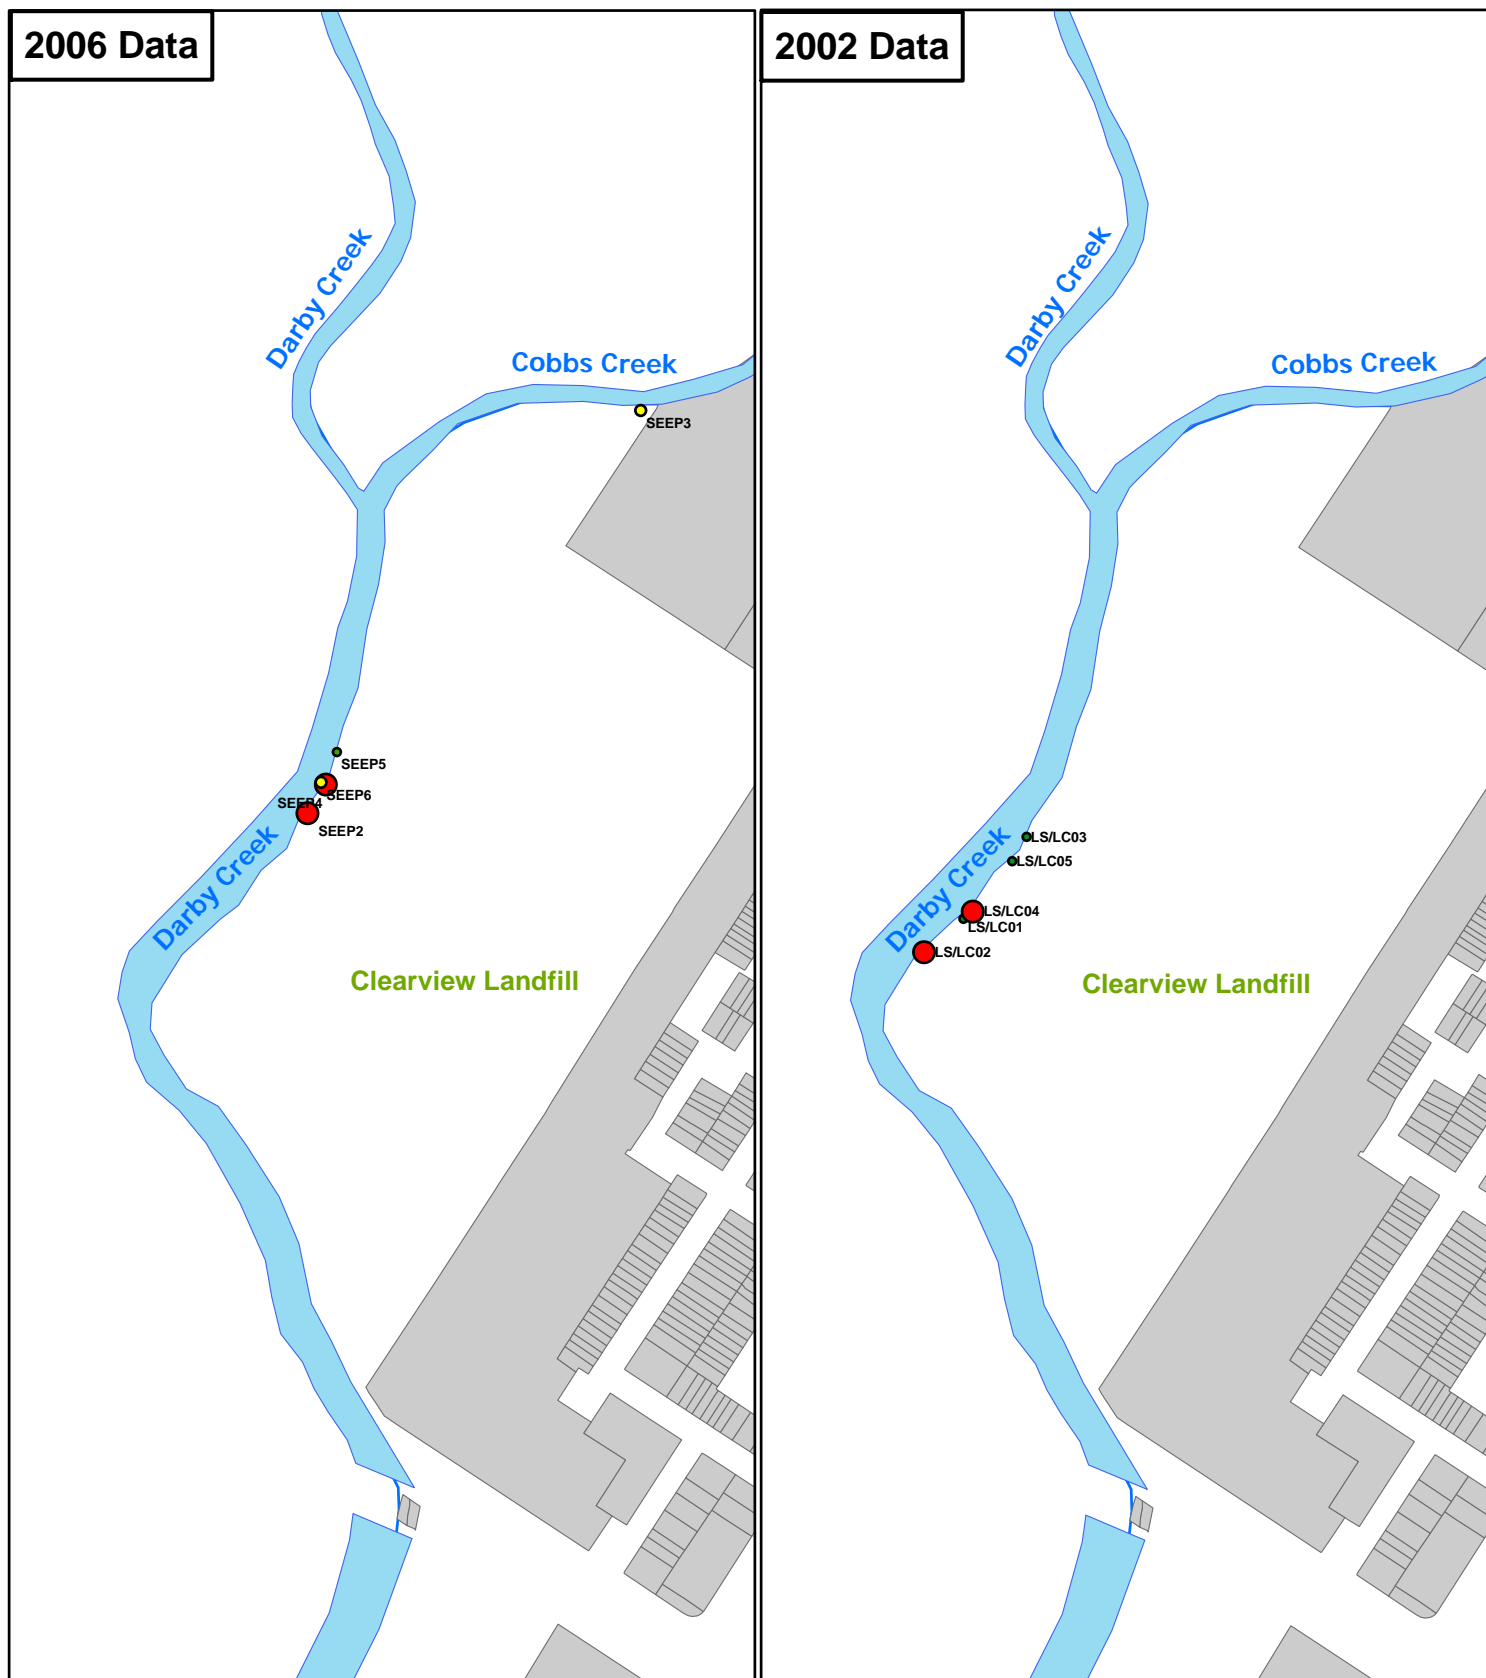 2006 Data
Darby Creek
Cobbs Creek
SEEP3
SEEP5
SEEP6
SEEP4
SEEP2
Darby Creek
Clearview Landfill
2002 Data
Darby Creek
Cobbs Creek
LS/LC03
LS/LC05
LS/LC04
LS/LC01
LS/LC02
Darby Creek
Clearview Landfill